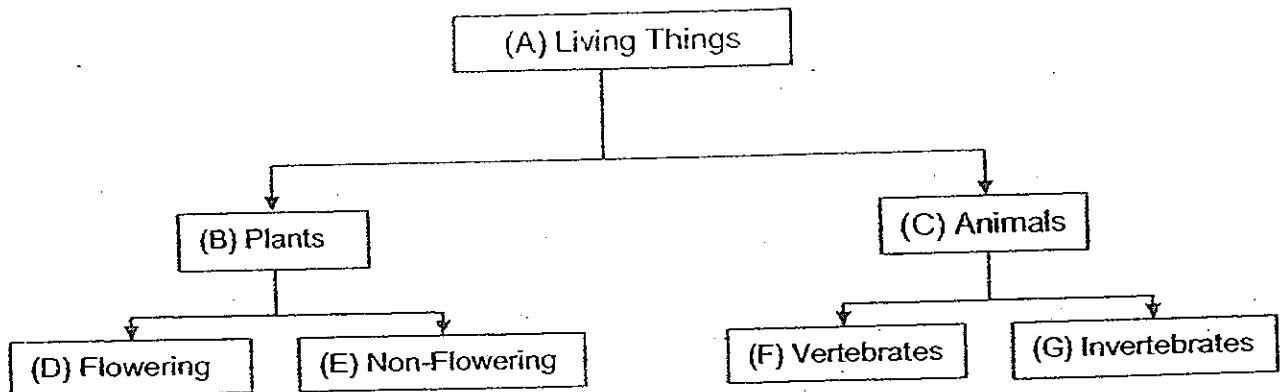 (A) Living Things
(B) Plants
(C) Animals
(D) Flowering
(E) Non-Flowering
(F) Vertebrates
(G) Invertebrates